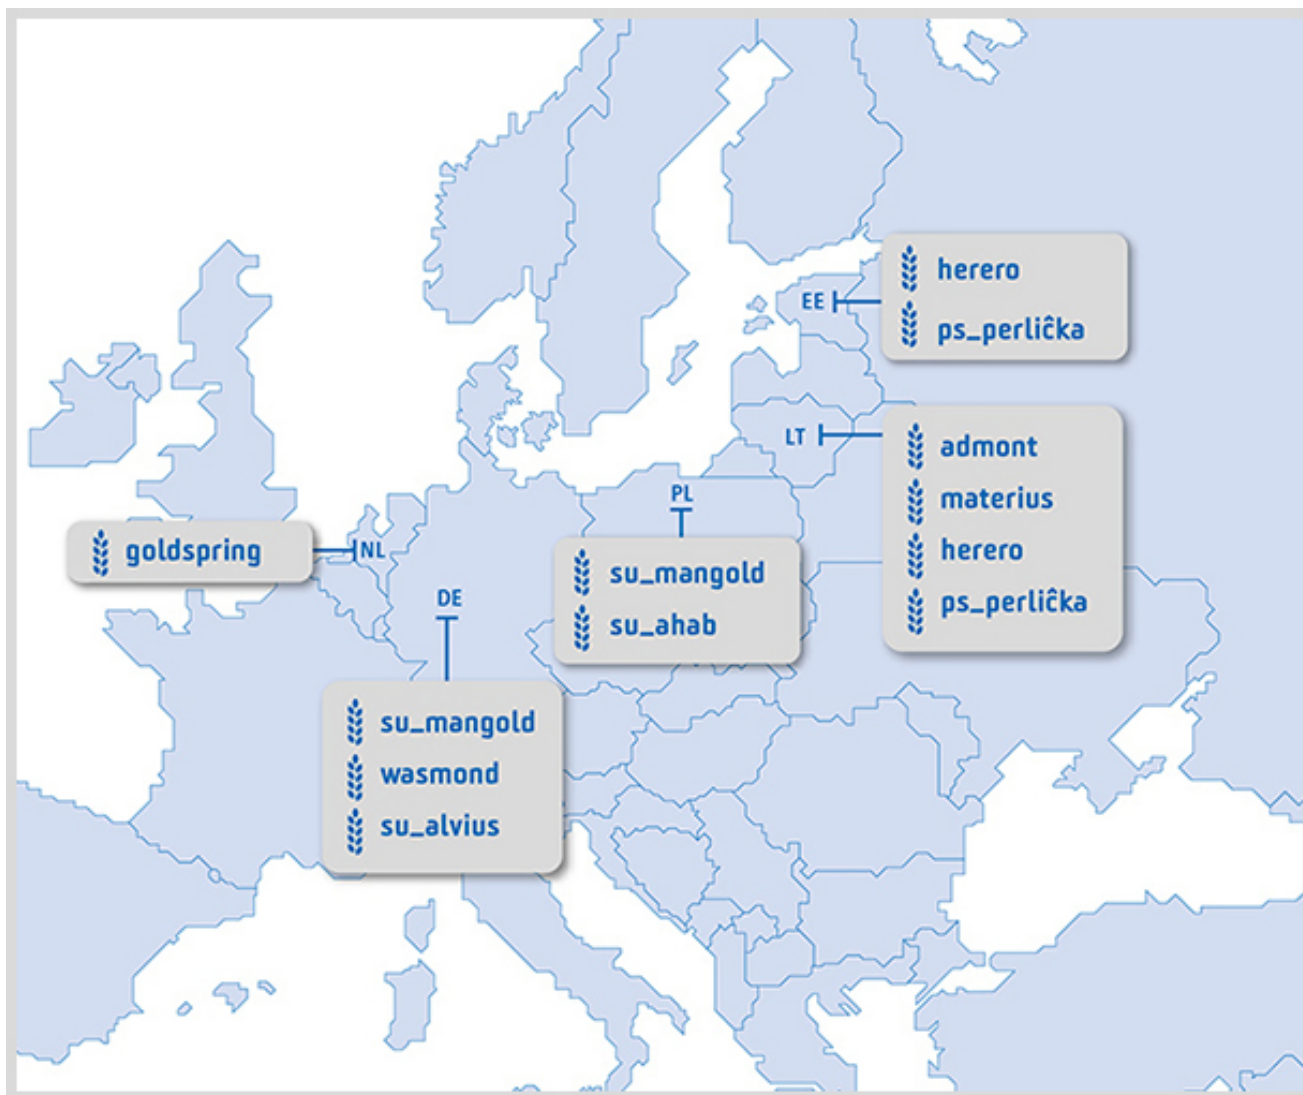 EE
herero
ps_perliĉka
LT
admont
materius
herero
ps_perliĉka
PL
su_mangold
su_ahab
NL
goldspring
DE
su_mangold
wasmond
su_alvius